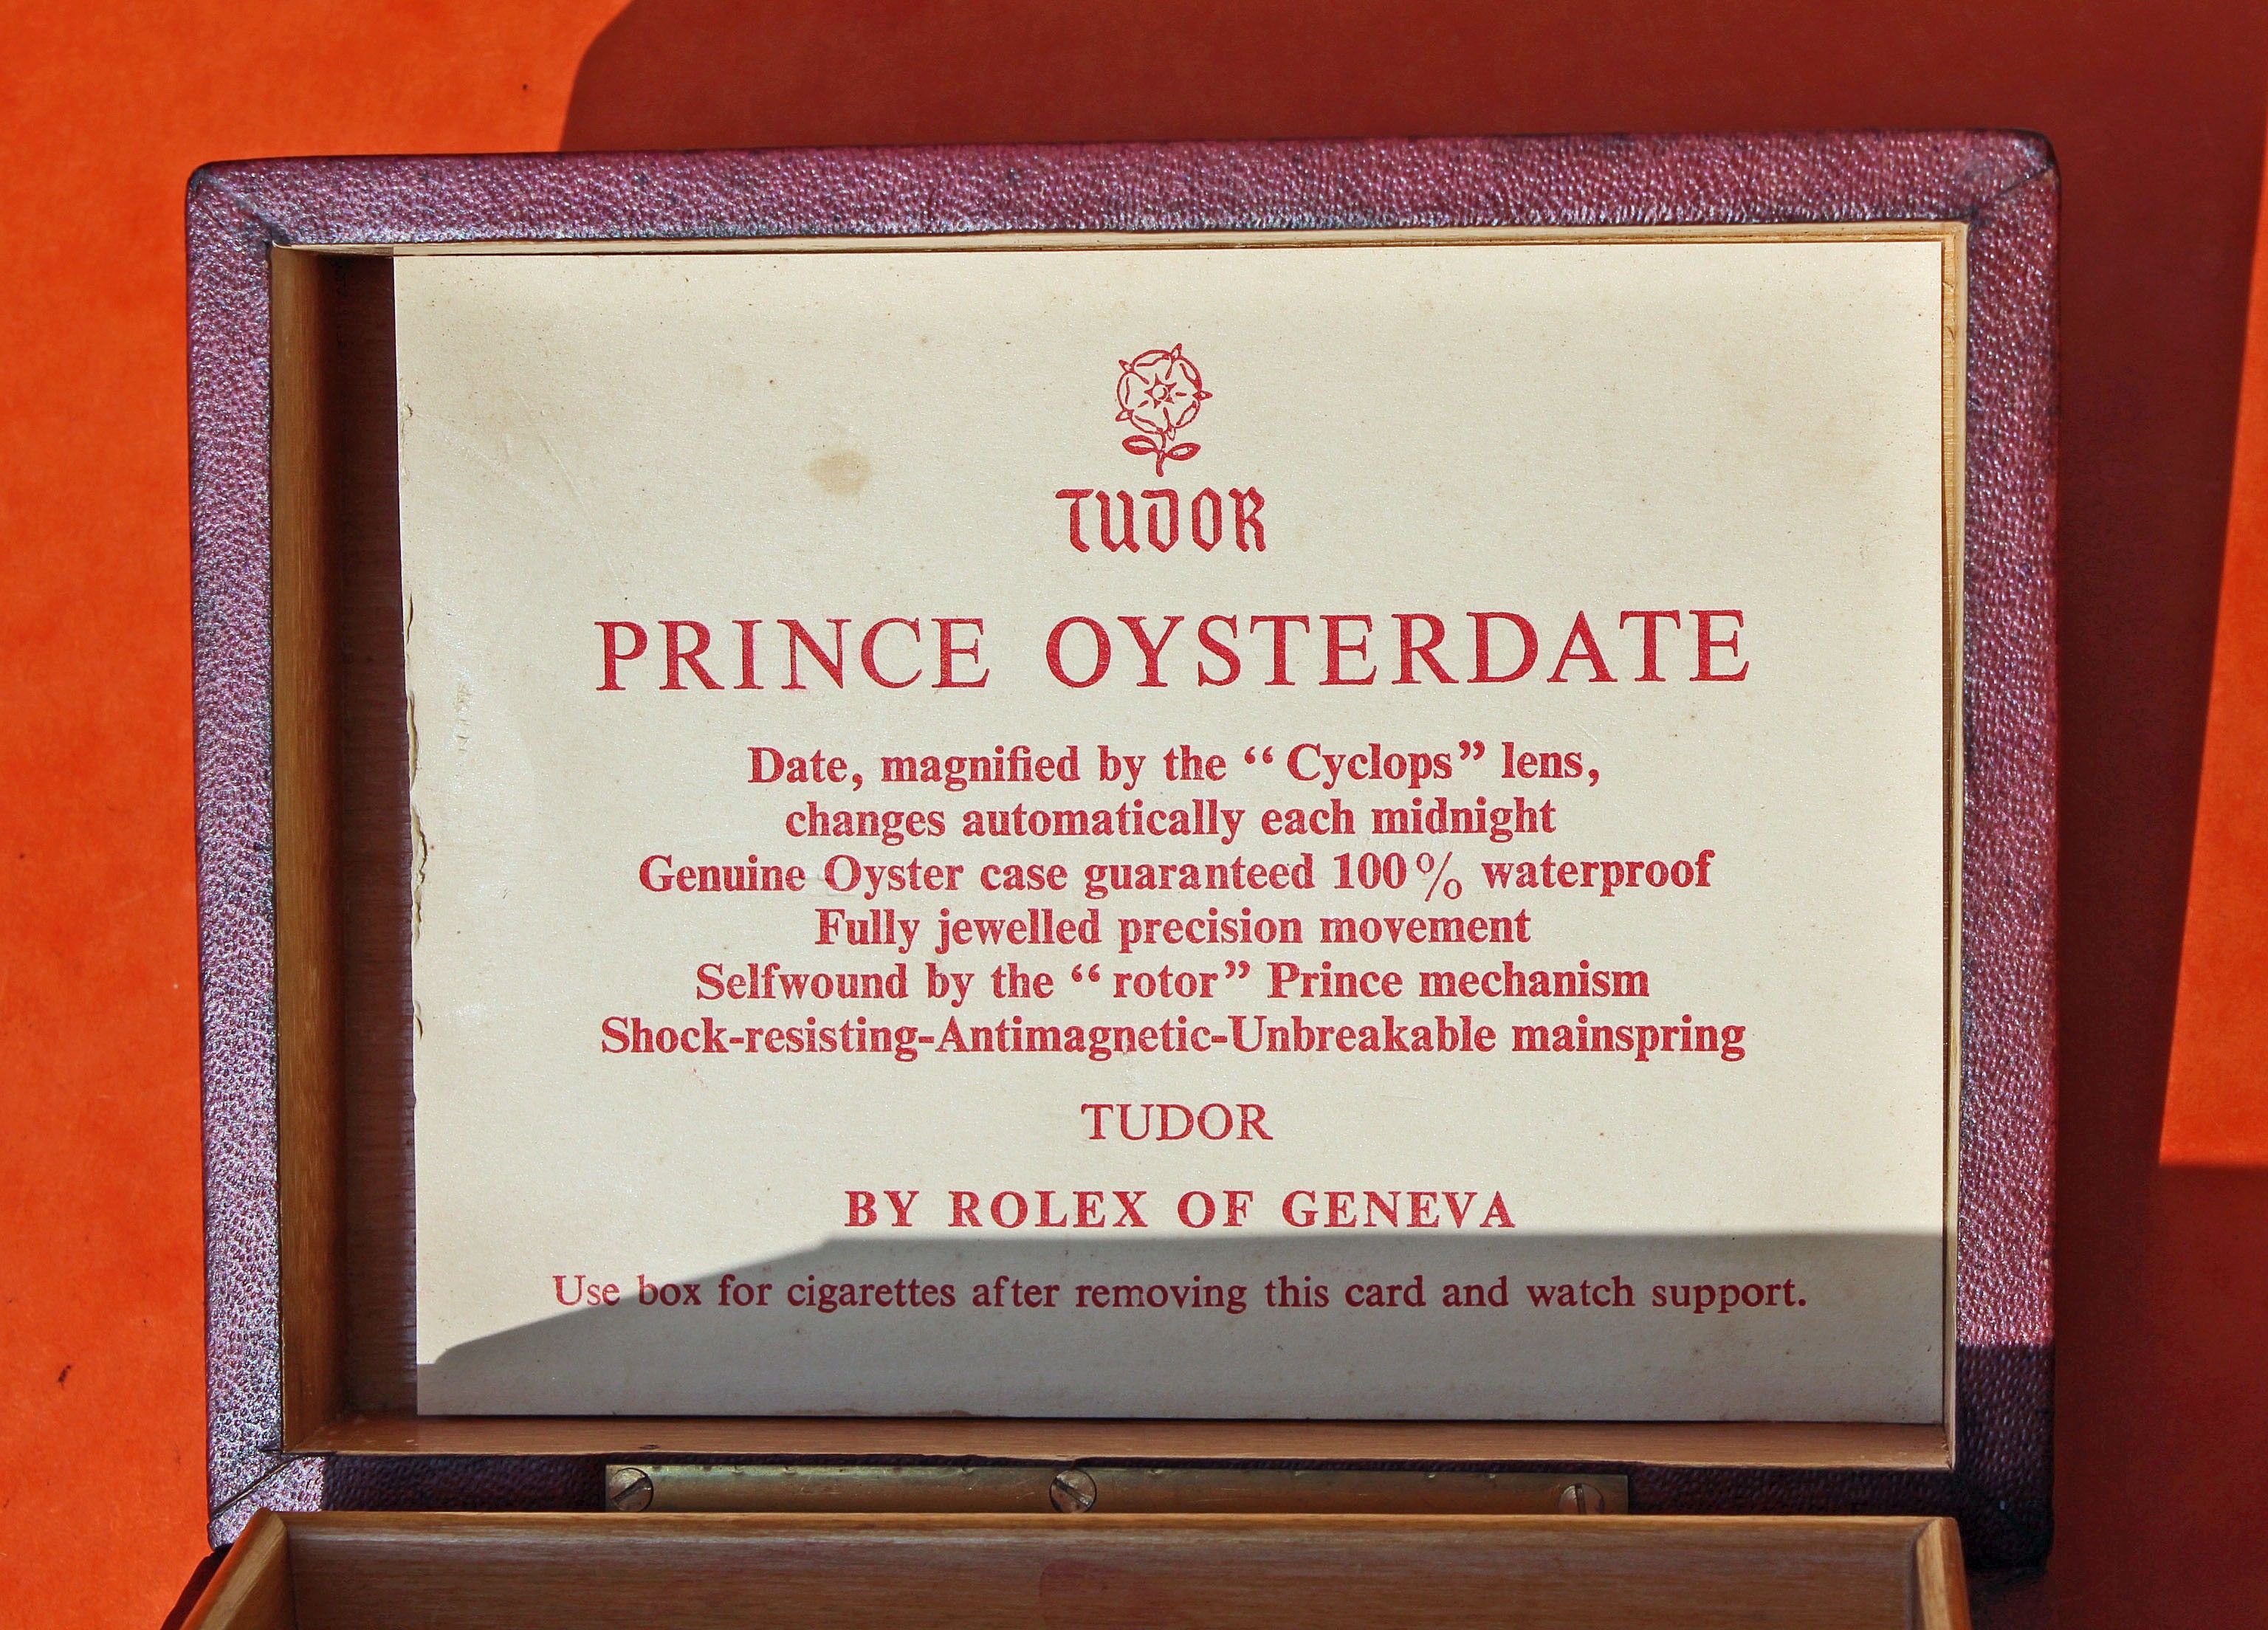 TUDOR
PRINCE OYSTERDATE
Date, magnified by the “Cyclops” lens,
changes automatically each midnight
Genuine Oyster case guaranteed 100% waterproof
Fully jewelled precision movement
Selfwound by the “rotor” Prince mechanism
Shock-resisting-Antimagnetic-Unbreakable mainspring
TUDOR
BY ROLEX OF GENEVA
Use box for cigarettes after removing this card and watch support.